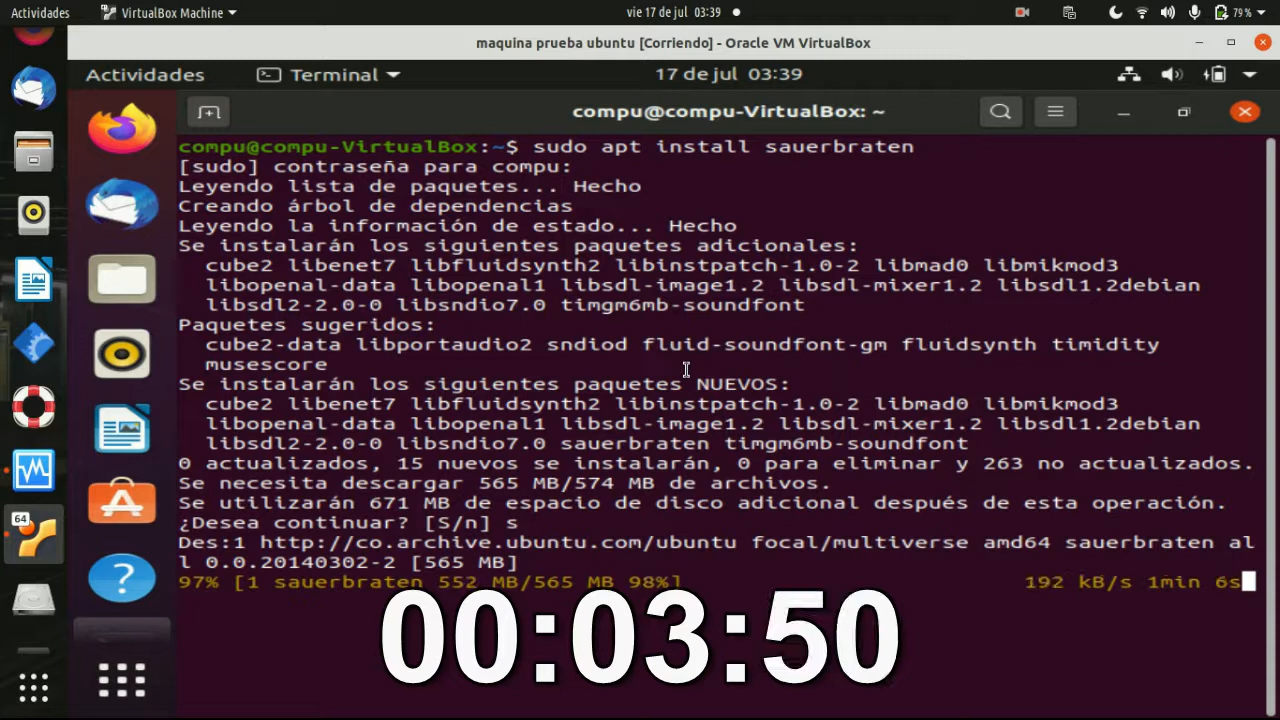 Actividades VirtualBox Machine vie 17 de jul 03:39 79%
maquina prueba ubuntu [Corriendo] - Oracle VM VirtualBox
Actividades Terminal 17 de jul 03:39
compu@compu-VirtualBox: ~
compu@compu-VirtualBox:~$ sudo apt install sauerbraten
[sudo] contraseña para compu:
Leyendo lista de paquetes... Hecho
Creando árbol de dependencias
Leyendo la información de estado... Hecho
Se instalarán los siguientes paquetes adicionales:
cube2 libenet7 libfluidsynth2 libinstpatch-1.0-2 libmad0 libmikmod3
libopenal-data libopenal1 libsdl-image1.2 libsdl-mixer1.2 libsdl1.2debian
libsdl2-2.0-0 libsndio7.0 timgm6mb-soundfont
Paquetes sugeridos:
cube2-data libportaudio2 sndiod fluid-soundfont-gm fluidsynth timidity
musescore
Se instalarán los siguientes paquetes NUEVOS:
cube2 libenet7 libfluidsynth2 libinstpatch-1.0-2 libmad0 libmikmod3
libopenal-data libopenal1 libsdl-image1.2 libsdl-mixer1.2 libsdl1.2debian
libsdl2-2.0-0 libsndio7.0 sauerbraten timgm6mb-soundfont
0 actualizados, 15 nuevos se instalarán, 0 para eliminar y 263 no actualizados.
Se necesita descargar 565 MB/574 MB de archivos.
Se utilizarán 671 MB de espacio de disco adicional después de esta operación.
¿Desea continuar? [S/n] s
Des:1 http://co.archive.ubuntu.com/ubuntu focal/multiverse amd64 sauerbraten al
l 0.0.20140302-2 [565 MB]
97% [1 sauerbraten 552 MB/565 MB 98%] 192 kB/s 1min 6s
64
00:03:50